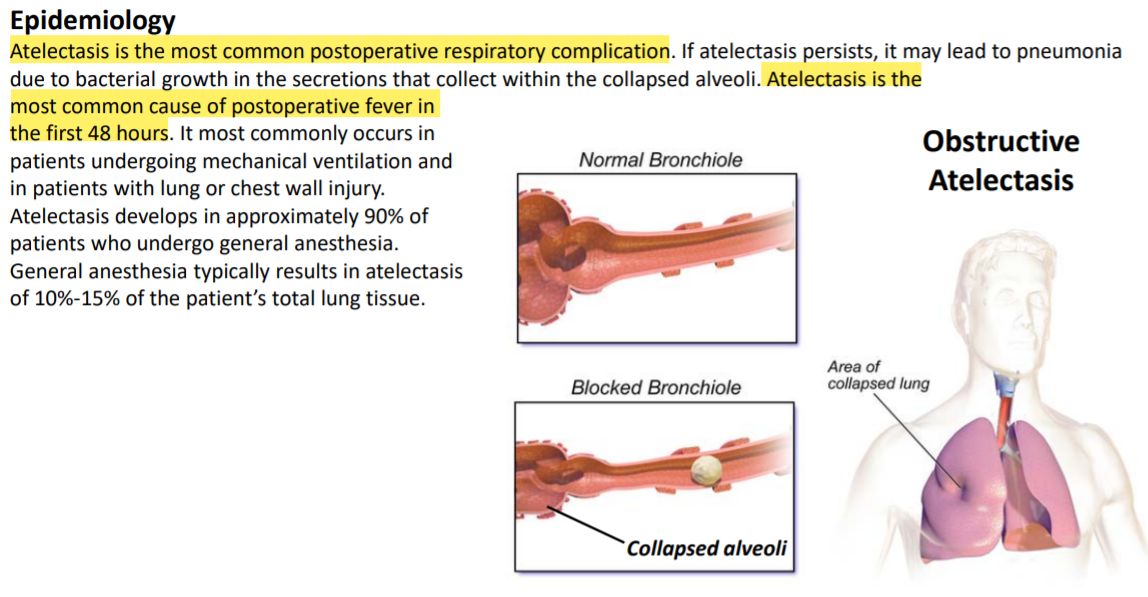 Epidemiology
Atelectasis is the most common postoperative respiratory complication. If atelectasis persists, it may lead to pneumonia
due to bacterial growth in the secretions that collect within the collapsed alveoli. Atelectasis is the
most common cause of postoperative fever in
the first 48 hours. It most commonly occurs in
patients undergoing mechanical ventilation and
in patients with lung or chest wall injury.
Atelectasis develops in approximately 90% of
patients who undergo general anesthesia.
General anesthesia typically results in atelectasis
of 10%-15% of the patient’s total lung tissue.
Obstructive
Atelectasis
Normal Bronchiole
Blocked Bronchiole
Collapsed alveoli
Area of
collapsed lung